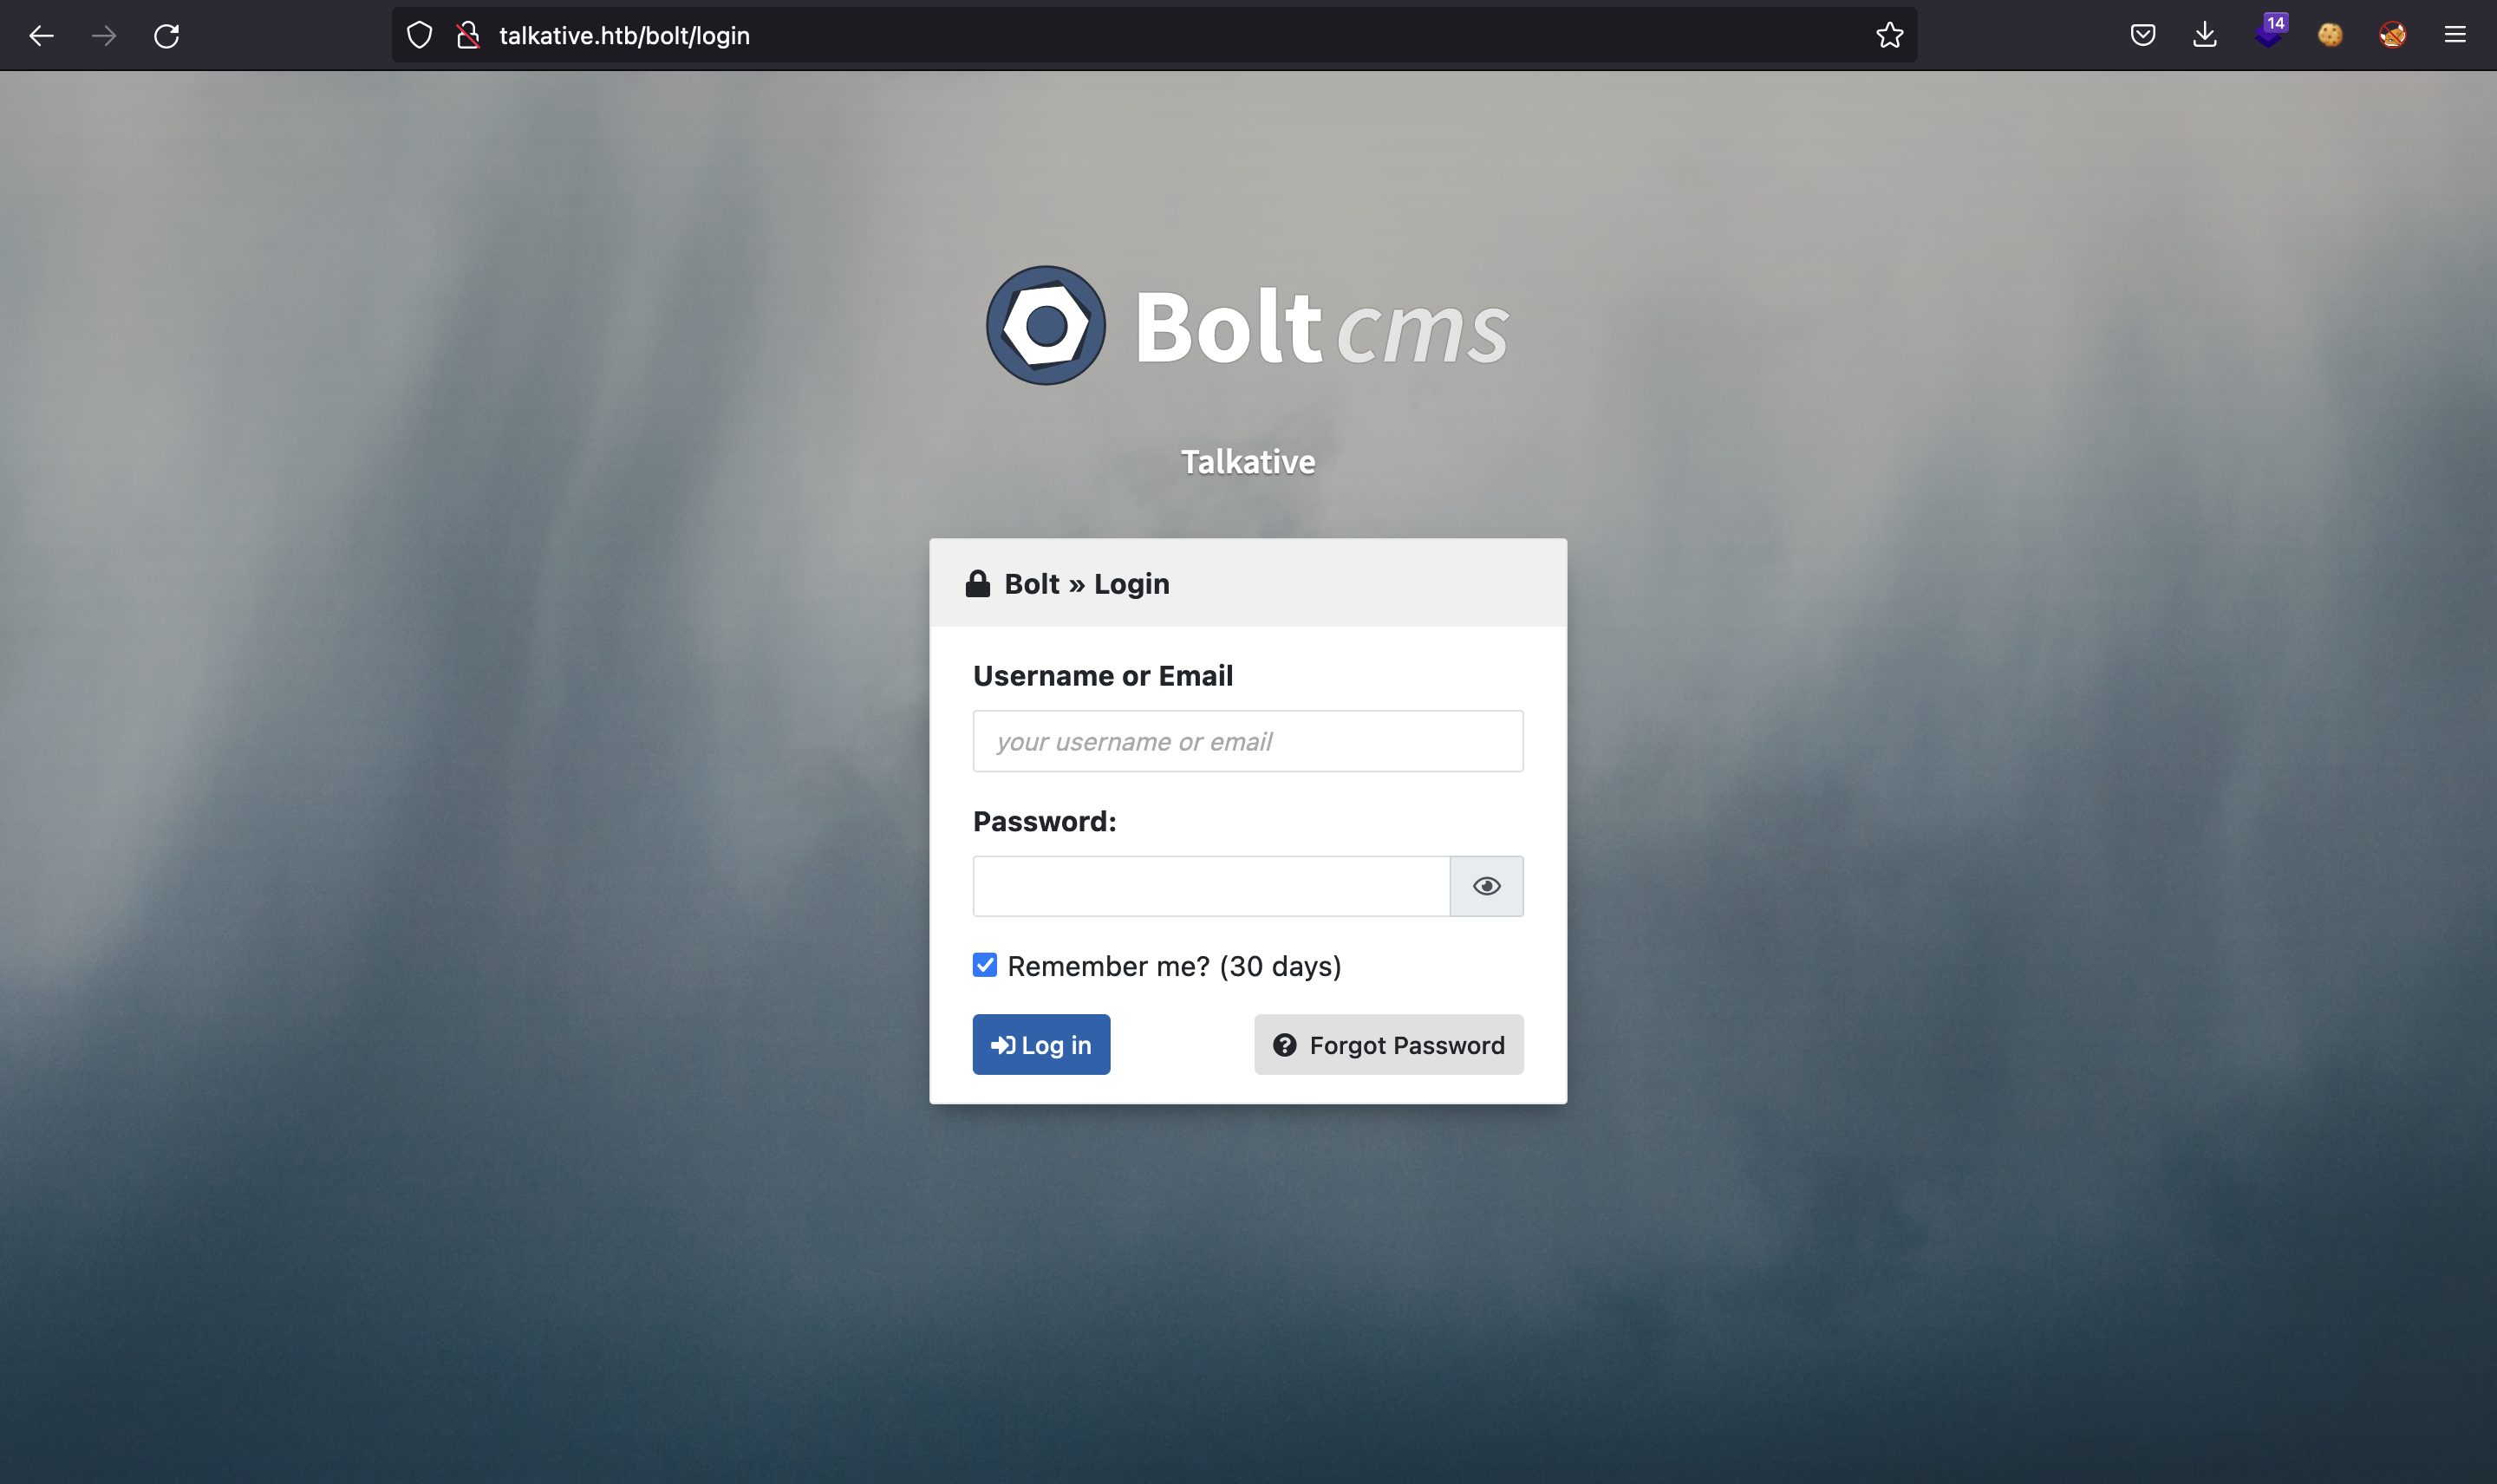 talkative.htb/bolt/login
14
Bolt cms
Talkative
Bolt » Login
Username or Email
your username or email
Password:
Remember me? (30 days)
Log in
Forgot Password